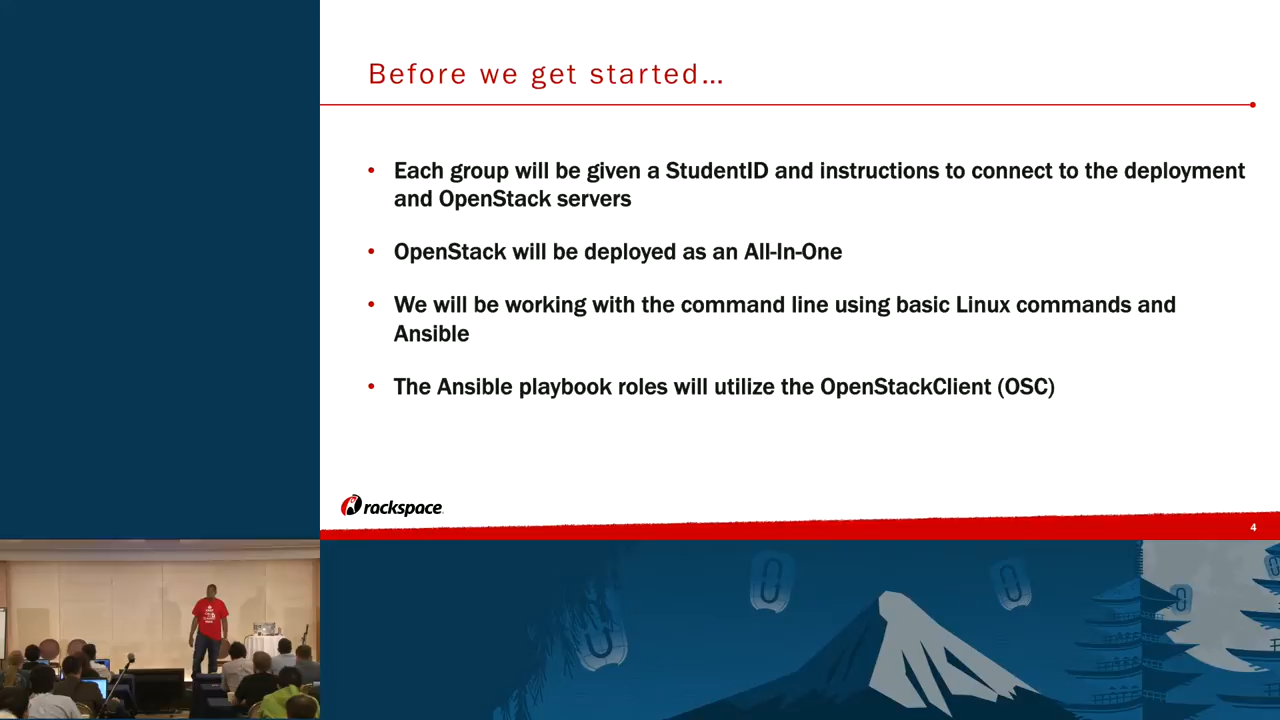 Before we get started…
• Each group will be given a StudentID and instructions to connect to the deployment
and OpenStack servers
• OpenStack will be deployed as an All-In-One
• We will be working with the command line using basic Linux commands and
Ansible
• The Ansible playbook roles will utilize the OpenStackClient (OSC)
rackspace
4